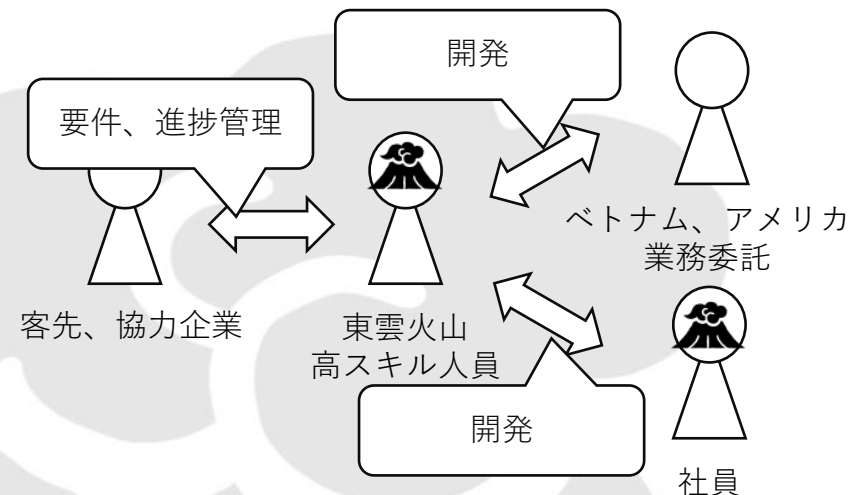 開発
要件、進捗管理
ベトナム、アメリカ
業務委託
客先、協力企業
東雲火山
高スキル人員
開発
社員